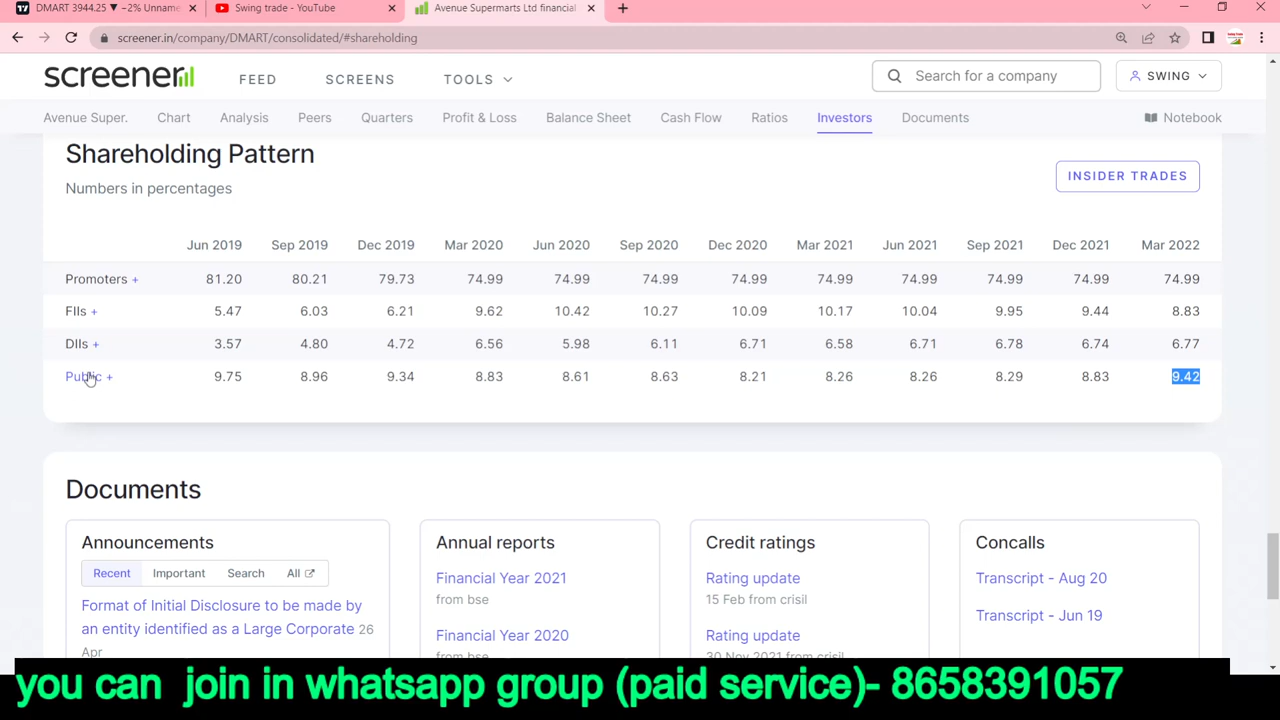 DMART 3944.25 ▼ −2% Unname
Swing trade - YouTube
Avenue Supermarts Ltd financial
screener.in/company/DMART/consolidated/#shareholding
screener
FEED
SCREENS
TOOLS
Search for a company
SWING
Avenue Super.
Chart
Analysis
Peers
Quarters
Profit & Loss
Balance Sheet
Cash Flow
Ratios
Investors
Documents
Notebook
Shareholding Pattern
Numbers in percentages
INSIDER TRADES
Jun 2019 Sep 2019 Dec 2019 Mar 2020 Jun 2020 Sep 2020 Dec 2020 Mar 2021 Jun 2021 Sep 2021 Dec 2021 Mar 2022
Promoters + 81.20 80.21 79.73 74.99 74.99 74.99 74.99 74.99 74.99 74.99 74.99 74.99
FIIs + 5.47 6.03 6.21 9.62 10.42 10.27 10.09 10.17 10.04 9.95 9.44 8.83
DIIs + 3.57 4.80 4.72 6.56 5.98 6.11 6.71 6.58 6.71 6.78 6.74 6.77
Public + 9.75 8.96 9.34 8.83 8.61 8.63 8.21 8.26 8.26 8.29 8.83 9.42
Documents
Announcements
Recent
Important
Search
All
Format of Initial Disclosure to be made by
an entity identified as a Large Corporate 26
Apr
Annual reports
Financial Year 2021
from bse
Financial Year 2020
from bse
Credit ratings
Rating update
15 Feb from crisil
Rating update
30 Nov 2021 from crisil
Concalls
Transcript - Aug 20
Transcript - Jun 19
you can join in whatsapp group (paid service)- 8658391057